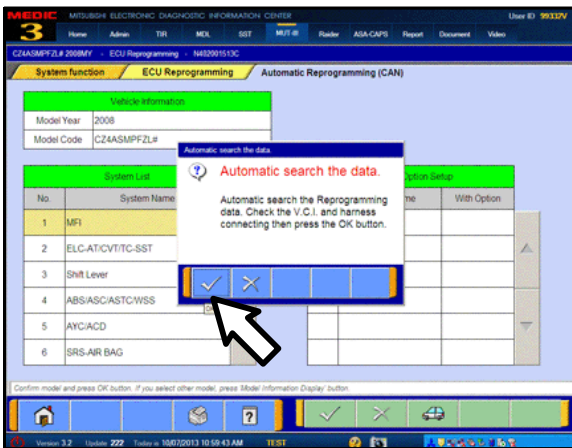 MEDIC MITSUBISHI ELECTRONIC DIAGNOSTIC INFORMATION CENTER User ID 99332V
3 Home Admin TIR MDL SST MUT-III Raider ASA-CAPS Report Document Video
CZ4ASMPFZL# 2008MY - ECU Reprogramming - N402001513C
System function ECU Reprogramming Automatic Reprogramming (CAN)
Vehicle Information
Model Year 2008
Model Code CZ4ASMPFZL#
Automatic search the data.
Automatic search the data.
Automatic search the Reprogramming
data. Check the V.C.I. and harness
connecting then press the OK button.
System List
Option Setup
No. System Name
With Option
1 MFI
2 ELC-AT/CVT/TC-SST
3 Shift Lever
4 ABS/ASC/ASTC/WSS
5 AYC/ACD
6 SRS-AIR BAG
Confirm model and press OK button. If you select other model, press 'Model Information Display' button.
Version 3.2 Update 222 Today is 10/07/2013 10:59:43 AM TEST